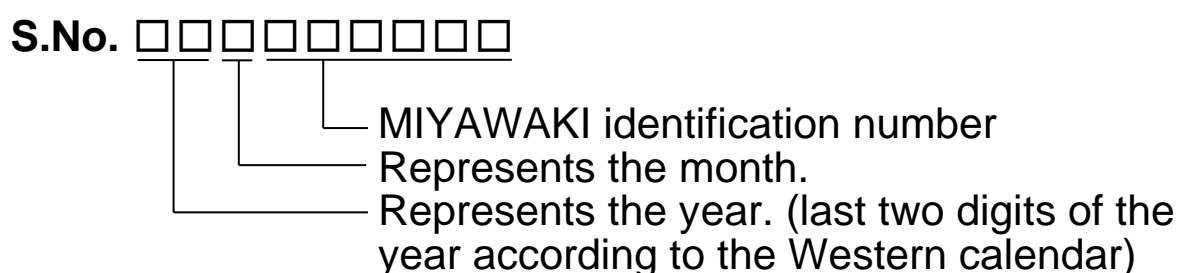 S.No. □□□□□□□□□
MIYAWAKI identification number
Represents the month.
Represents the year. (last two digits of the
year according to the Western calendar)